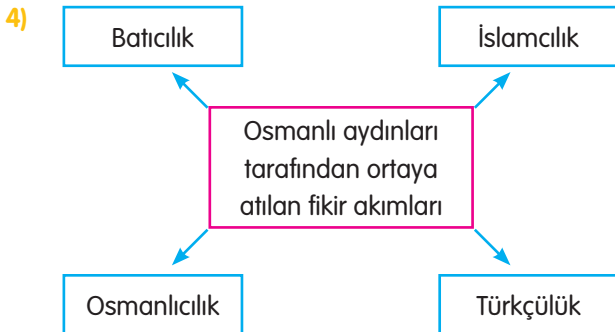 4)
Batıcılık
İslamcılık
Osmanlı aydınları
tarafından ortaya
atılan fikir akımları
Osmanlıcılık
Türkçülük